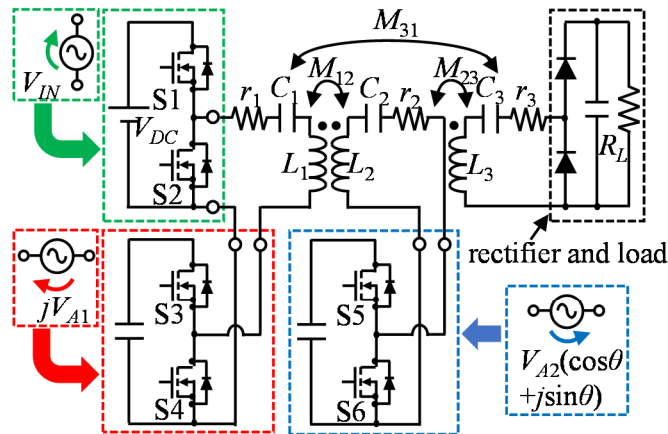 M31
VIN
S1
VDC
S2
r1
C1
M12
C2
r2
M23
C3
r3
RL
L1
L2
L3
rectifier and load
jVA1
S3
S4
S5
S6
VA2(cosθ
+jsinθ)